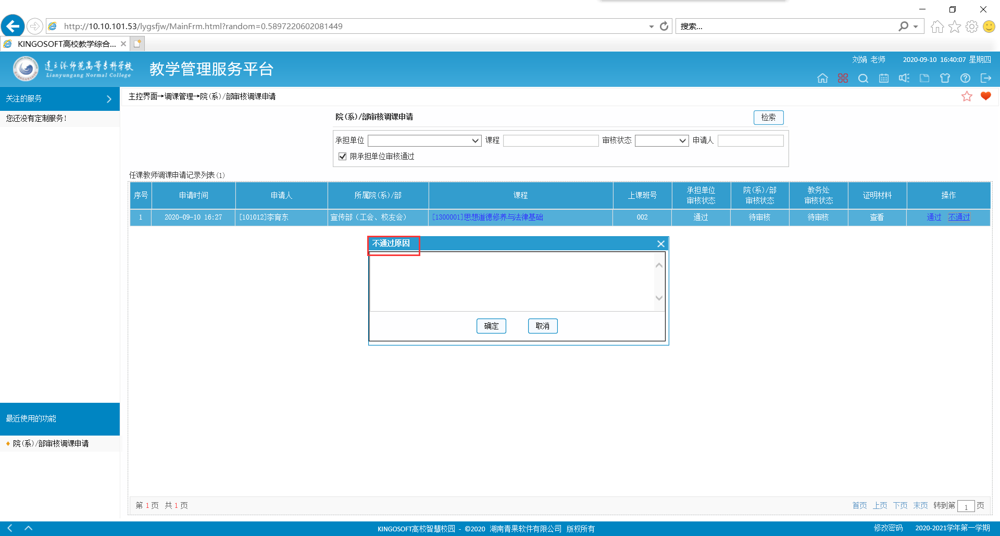 http://10.10.101.53/lygsfjw/MainFrm.html?random=0.5897220602081449
搜索...
KINGOSOFT高校教学综合...
连云港师范高等专科学校
Lianyungang Normal College
教学管理服务平台
刘娟 老师 2020-09-10 16:40:07 星期四
关注的服务
您还没有定制服务!
主控界面→调课管理→院(系)/部审核调课申请
院(系)/部审核调课申请
检索
承担单位 课程 审核状态 申请人
限承担单位审核通过
任课教师调课申请记录列表(1)
序号 申请时间 申请人 所属院(系)/部 课程 上课班号 承担单位审核状态 院(系)/部审核状态 教务处审核状态 证明材料 操作
1 2020-09-10 16:27 [101012]李育东 宣传部（工会、校友会） [1300001]思想道德修养与法律基础 002 通过 待审核 待审核 查看 通过 不通过
不通过原因
确定 取消
最近使用的功能
院(系)/部审核调课申请
第 1 页 共 1 页
首页 上页 下页 末页 转到第 1 页
KINGOSOFT高校智慧校园 - ©2020 湖南青果软件有限公司 版权所有
修改密码 2020-2021学年第一学期